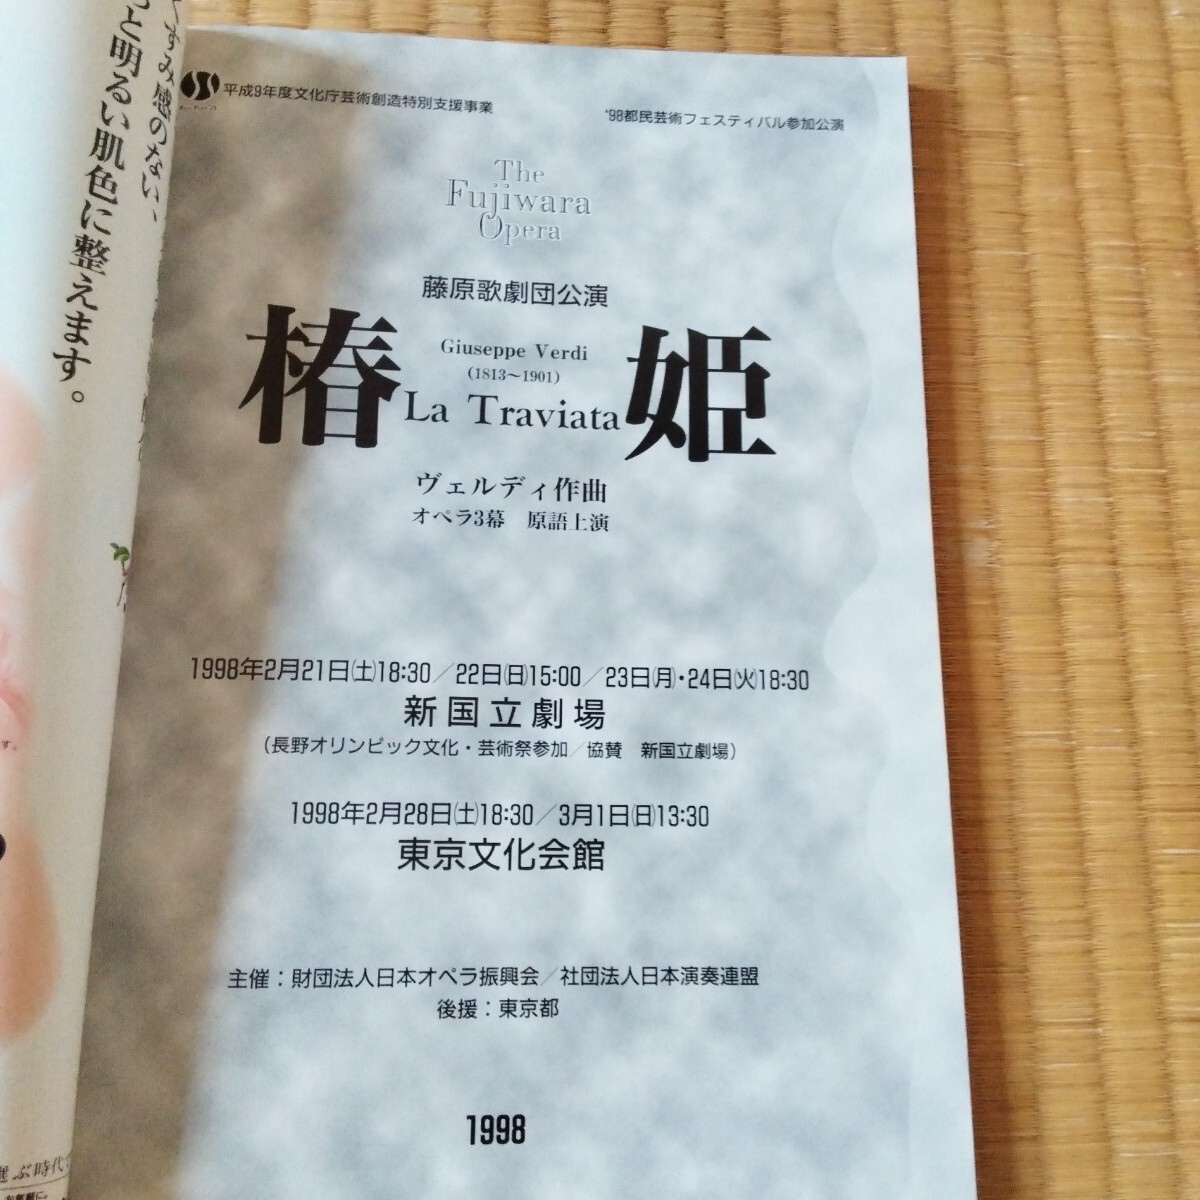 くすみ感のない、
っと明るい肌色に整えます。
す。
選ぶ時代
平成9年度文化庁芸術創造特別支援事業
'98都民芸術フェスティバル参加公演
The
Fujiwara
Opera
藤原歌劇団公演
椿姫
Giuseppe Verdi
(1813〜1901)
La Traviata
ヴェルディ作曲
オペラ3幕　原語上演
1998年2月21日(土)18:30／22日(日)15:00／23日(月)・24日(火)18:30
新国立劇場
（長野オリンピック文化・芸術祭参加／協賛　新国立劇場）
1998年2月28日(土)18:30／3月1日(日)13:30
東京文化会館
主催：財団法人日本オペラ振興会／社団法人日本演奏連盟
後援：東京都
1998